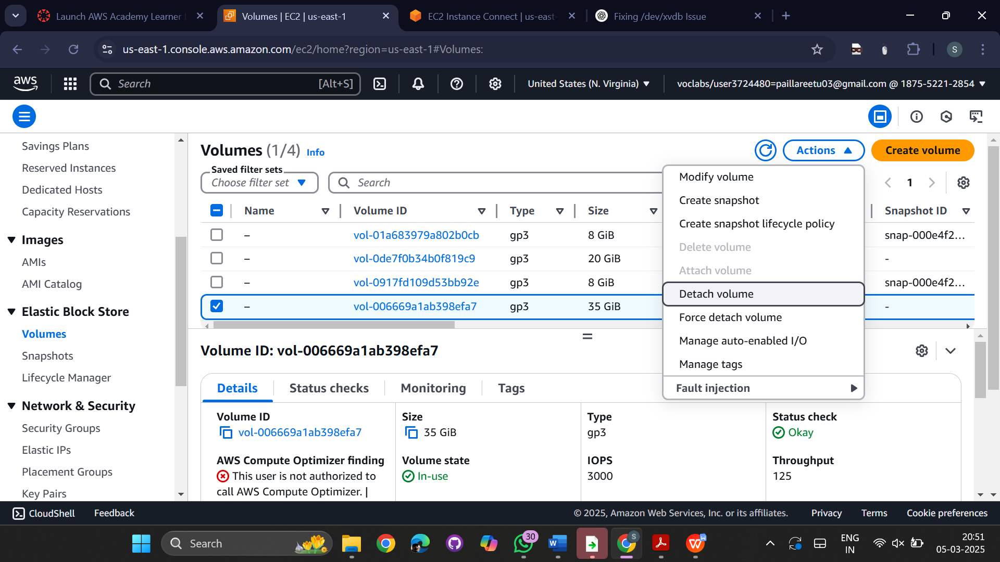 Launch AWS Academy Learner
Volumes | EC2 | us-east-1
EC2 Instance Connect | us-east-
Fixing /dev/xvdb Issue
us-east-1.console.aws.amazon.com/ec2/home?region=us-east-1#Volumes:
S
aws
Search
[Alt+S]
United States (N. Virginia)
voclabs/user3724480=paillareetu03@gmail.com @ 1875-5221-2854
Savings Plans
Reserved Instances
Dedicated Hosts
Capacity Reservations
Images
AMIs
AMI Catalog
Elastic Block Store
Volumes
Snapshots
Lifecycle Manager
Network & Security
Security Groups
Elastic IPs
Placement Groups
Key Pairs
Volumes (1/4) Info
Actions
Create volume
Saved filter sets
Choose filter set
Search
1
Name Volume ID Type Size Snapshot ID
– vol-01a683979a802b0cb gp3 8 GiB snap-000e4f2...
– vol-0de7f0b34b0f819c9 gp3 20 GiB -
– vol-0917fd109d53bb92e gp3 8 GiB snap-000e4f2...
– vol-006669a1ab398efa7 gp3 35 GiB -
Modify volume
Create snapshot
Create snapshot lifecycle policy
Delete volume
Attach volume
Detach volume
Force detach volume
Manage auto-enabled I/O
Manage tags
Fault injection
Volume ID: vol-006669a1ab398efa7
Details Status checks Monitoring Tags
Volume ID
vol-006669a1ab398efa7
Size
35 GiB
Type
gp3
Status check
Okay
AWS Compute Optimizer finding
This user is not authorized to
call AWS Compute Optimizer. |
Volume state
In-use
IOPS
3000
Throughput
125
CloudShell
Feedback
© 2025, Amazon Web Services, Inc. or its affiliates.
Privacy
Terms
Cookie preferences
Search
30
W
S
W
ENG
IN
20:51
05-03-2025